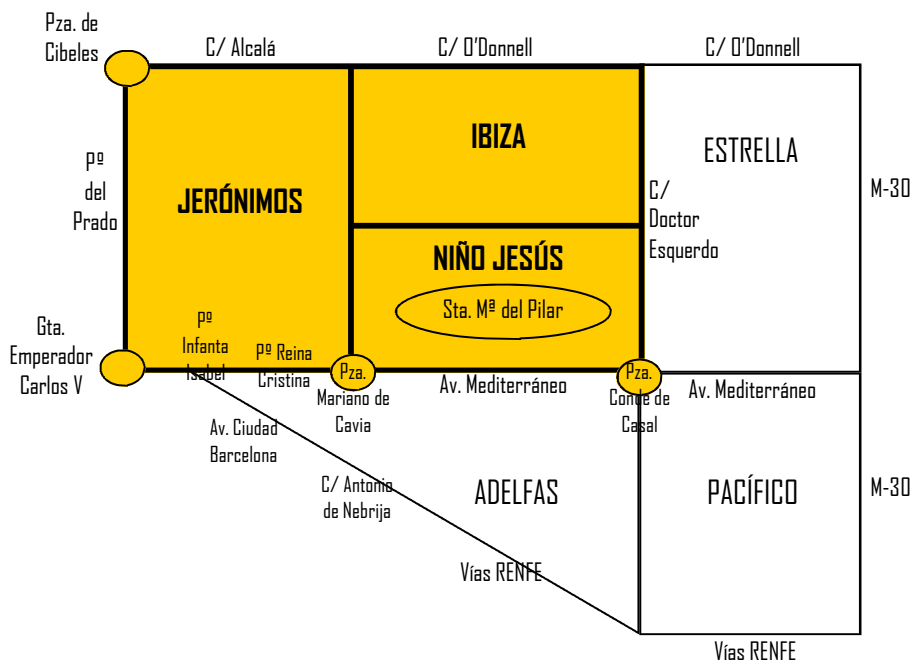 Pza. de
Cibeles
C/ Alcalá
C/ O'Donnell
C/ O'Donnell
IBIZA
ESTRELLA
Pº
del
Prado
JERÓNIMOS
C/
Doctor
Esquerdo
M-30
NIÑO JESÚS
Sta. Mª del Pilar
Gta.
Emperador
Carlos V
Pº
Infanta
Isabel
Pº Reina
Cristina
Pza.
Mariano de
Cavia
Av. Mediterráneo
Pza.
Conde de
Casal
Av. Mediterráneo
Av. Ciudad
Barcelona
C/ Antonio
de Nebrija
ADELFAS
PACÍFICO
M-30
Vías RENFE
Vías RENFE